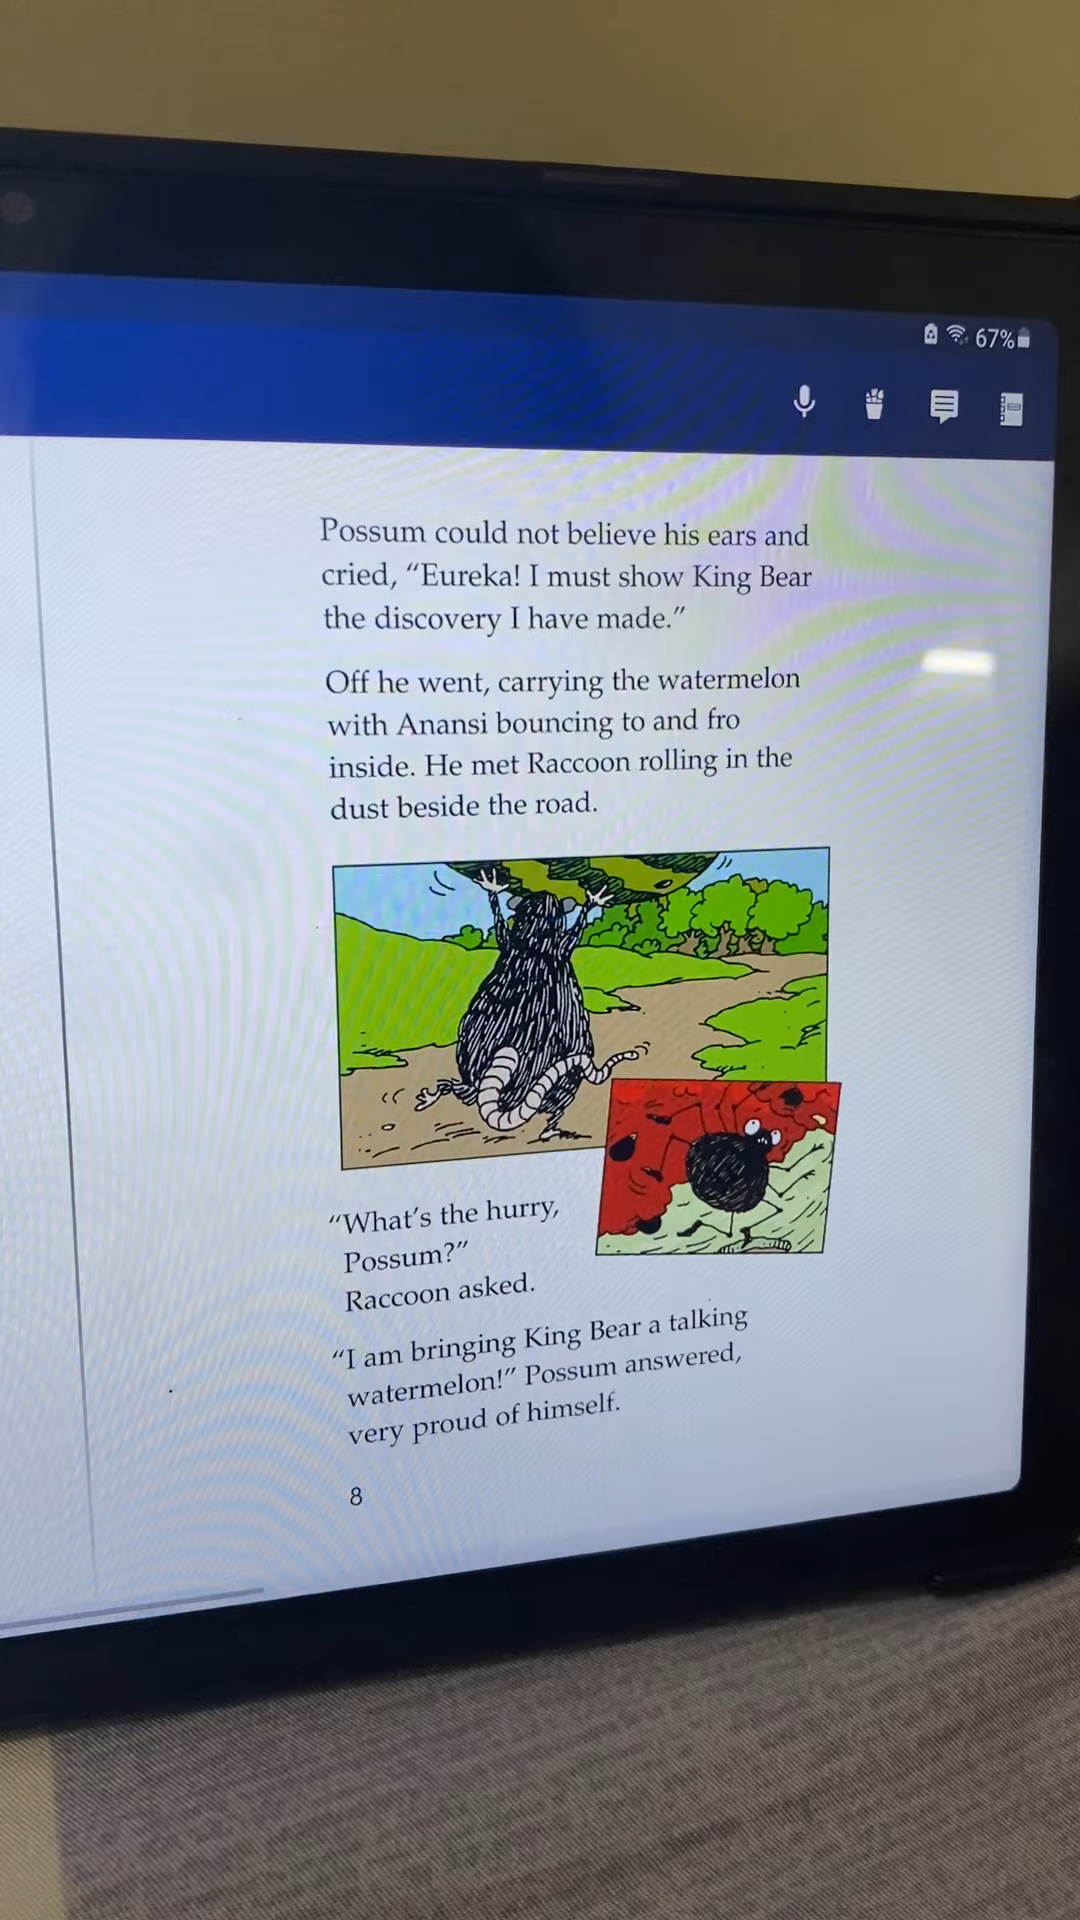 67%
Possum could not believe his ears and
cried, “Eureka! I must show King Bear
the discovery I have made.”
Off he went, carrying the watermelon
with Anansi bouncing to and fro
inside. He met Raccoon rolling in the
dust beside the road.
“What’s the hurry,
Possum?”
Raccoon asked.
“I am bringing King Bear a talking
watermelon!” Possum answered,
very proud of himself.
8